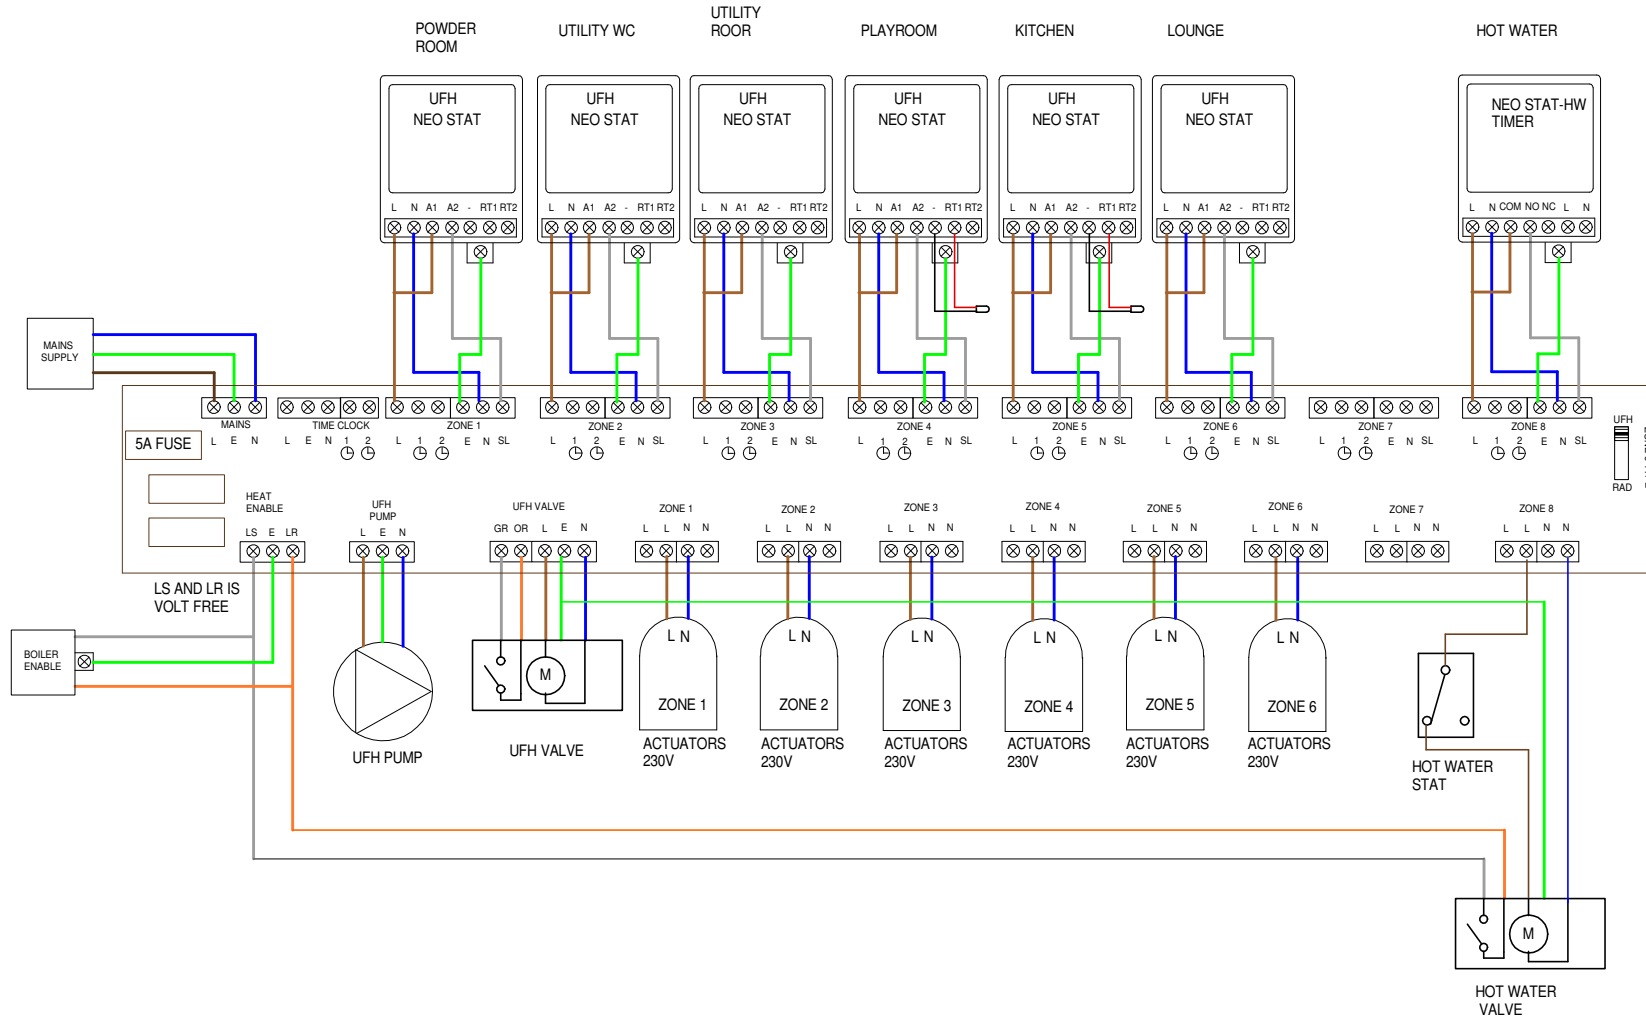 POWDER
ROOM
UTILITY WC
UTILITY
ROOR
PLAYROOM
KITCHEN
LOUNGE
HOT WATER
UFH
NEO STAT
UFH
NEO STAT
UFH
NEO STAT
UFH
NEO STAT
UFH
NEO STAT
UFH
NEO STAT
NEO STAT-HW
TIMER
L N A1 A2 - RT1 RT2
L N A1 A2 - RT1 RT2
L N A1 A2 - RT1 RT2
L N A1 A2 - RT1 RT2
L N A1 A2 - RT1 RT2
L N A1 A2 - RT1 RT2
L N COM NO NC L N
MAINS
SUPPLY
MAINS
L E N
TIME CLOCK
L E N 1 2
ZONE 1
L 1 2 E N SL
ZONE 2
L 1 2 E N SL
ZONE 3
L 1 2 E N SL
ZONE 4
L 1 2 E N SL
ZONE 5
L 1 2 E N SL
ZONE 6
L 1 2 E N SL
ZONE 7
L 1 2 E N SL
ZONE 8
L 1 2 E N SL
UFH
RAD
5A FUSE
HEAT
ENABLE
LS E LR
UFH
PUMP
L E N
UFH VALVE
GR OR L E N
ZONE 1
L L N N
ZONE 2
L L N N
ZONE 3
L L N N
ZONE 4
L L N N
ZONE 5
L L N N
ZONE 6
L L N N
ZONE 7
L L N N
ZONE 8
L L N N
LS AND LR IS
VOLT FREE
BOILER
ENABLE
UFH PUMP
M
UFH VALVE
L N
ZONE 1
ACTUATORS
230V
L N
ZONE 2
ACTUATORS
230V
L N
ZONE 3
ACTUATORS
230V
L N
ZONE 4
ACTUATORS
230V
L N
ZONE 5
ACTUATORS
230V
L N
ZONE 6
ACTUATORS
230V
HOT WATER
STAT
M
HOT WATER
VALVE